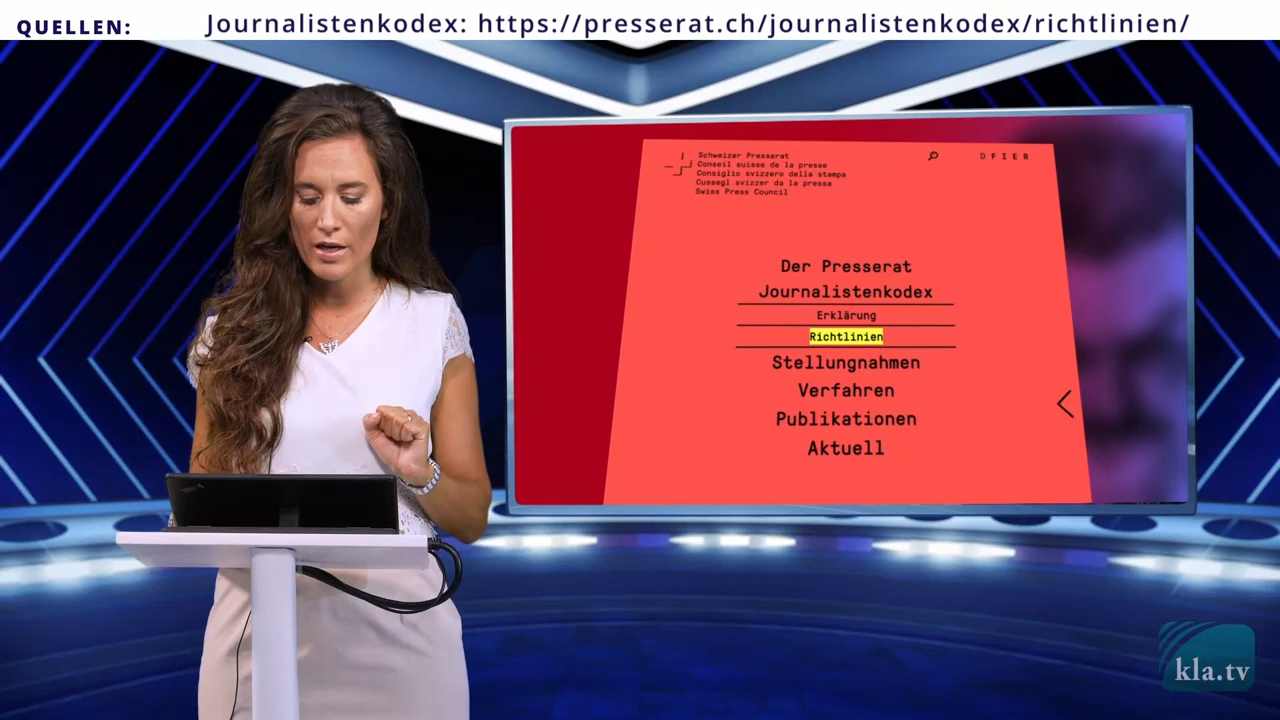 QUELLEN: Journalistenkodex: https://presserat.ch/journalistenkodex/richtlinien/
Schweizer Presserat
Conseil suisse de la presse
Consiglio svizzero della stampa
Cussegl svizzer da la pressa
Swiss Press Council
D F I E R
Der Presserat
Journalistenkodex
Erklärung
Richtlinien
Stellungnahmen
Verfahren
Publikationen
Aktuell
kla.tv